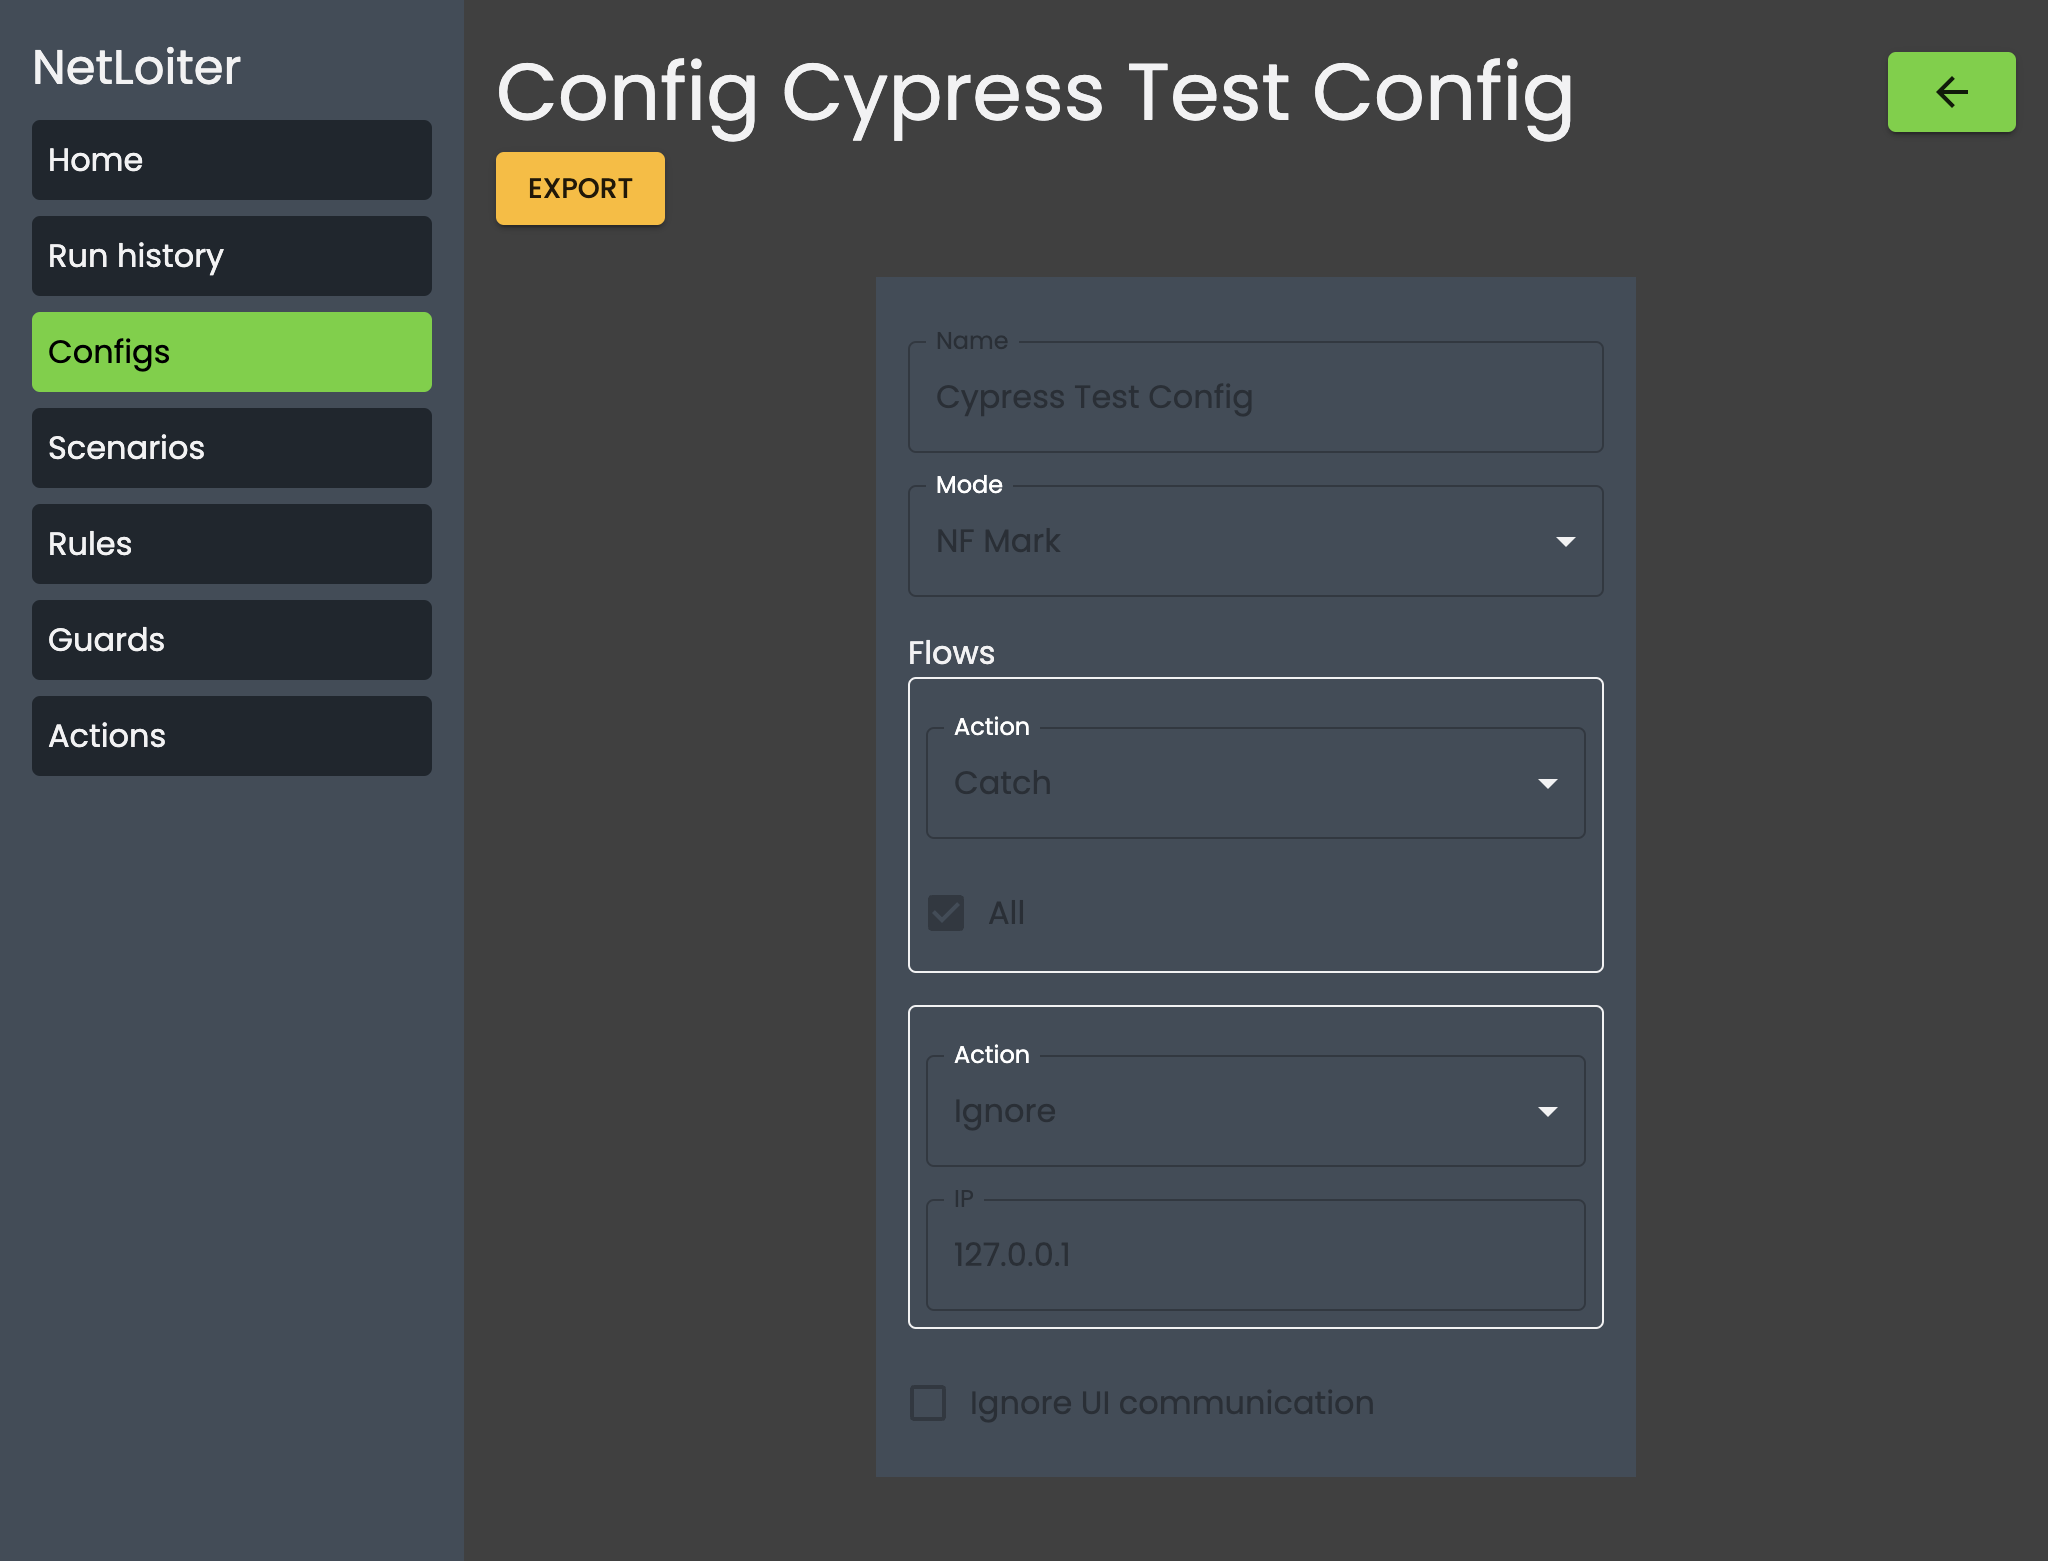 NetLoiter
Home
Run history
Configs
Scenarios
Rules
Guards
Actions
Config Cypress Test Config
EXPORT
Name
Cypress Test Config
Mode
NF Mark
Flows
Action
Catch
All
Action
Ignore
IP
127.0.0.1
Ignore UI communication